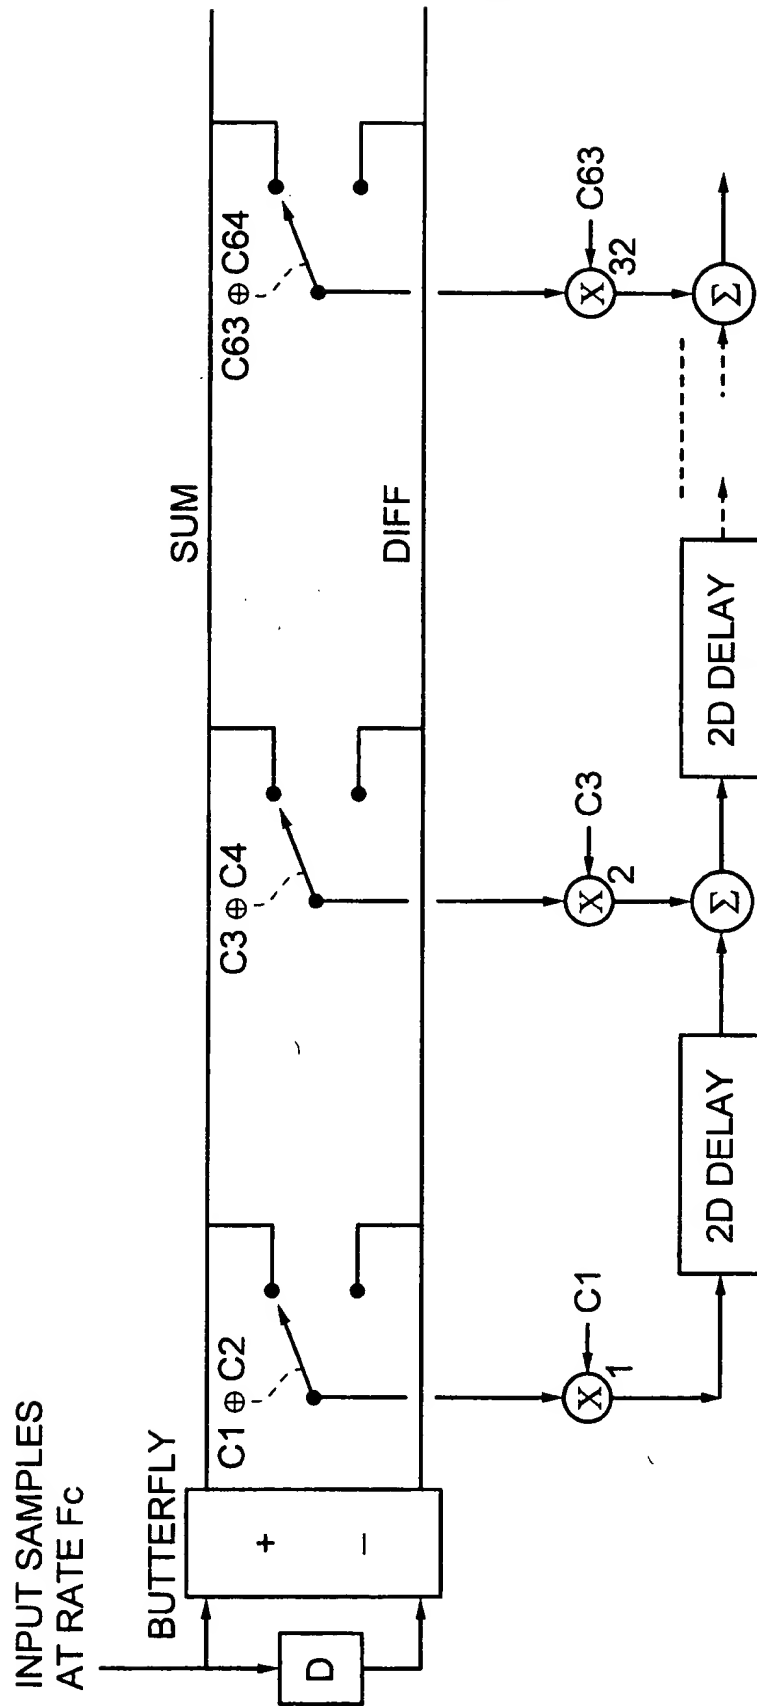 INPUT SAMPLES
AT RATE Fc
D
BUTTERFLY
+
−
SUM
DIFF
C1 ⊕ C2
C3 ⊕ C4
C63 ⊕ C64
X
1
C1
X
2
C3
X
32
C63
2D DELAY
Σ
2D DELAY
Σ